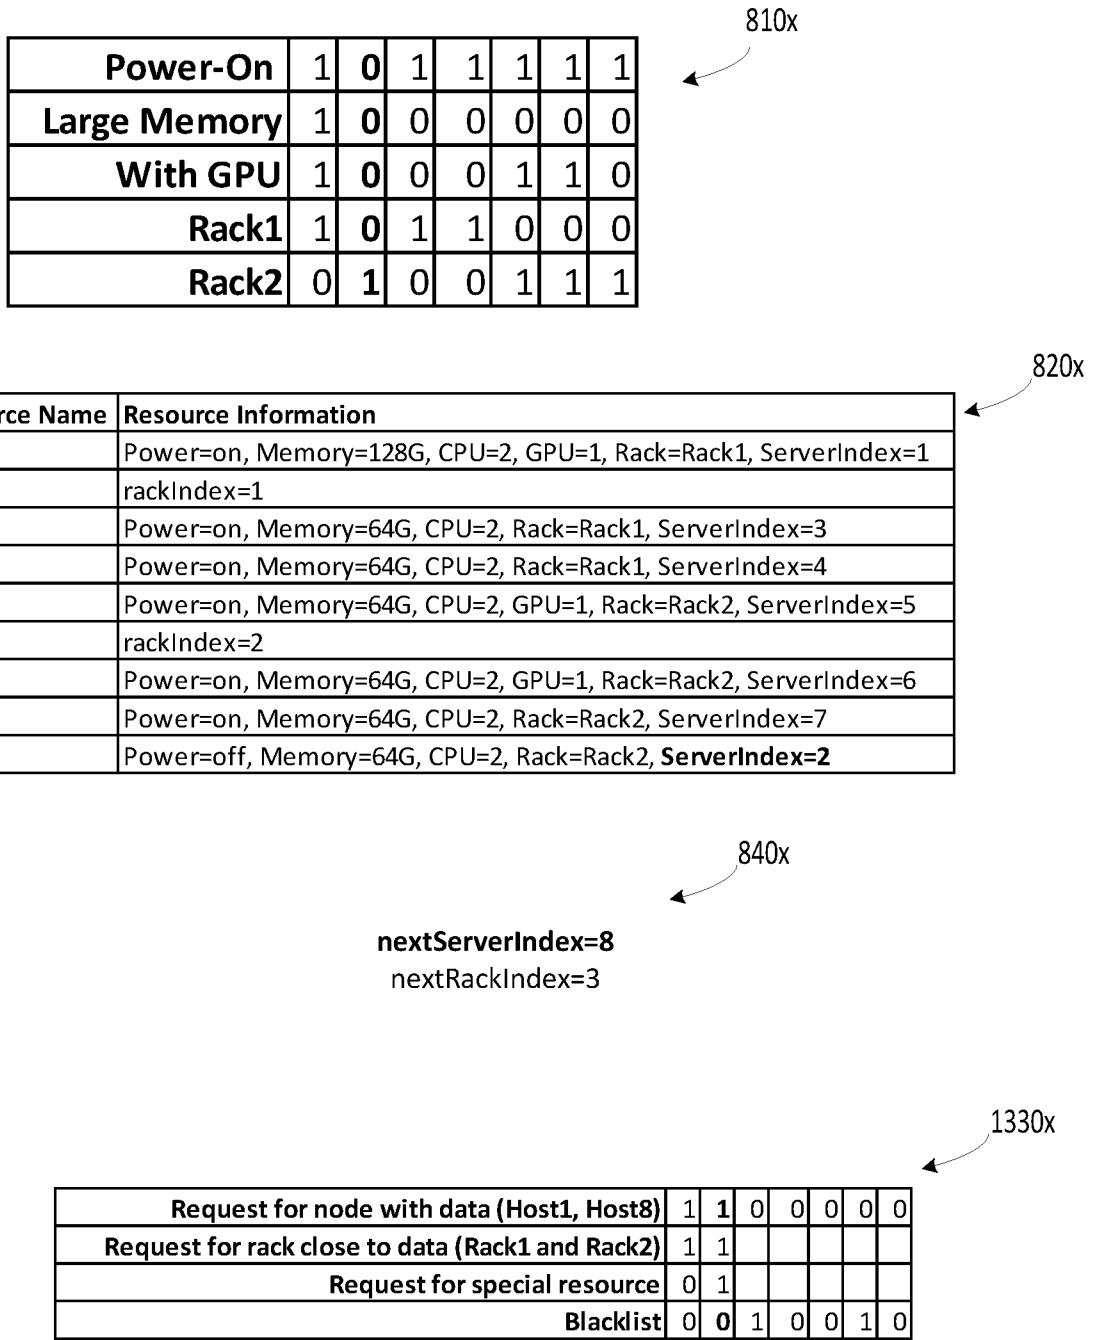 810x
Power-On 1 0 1 1 1 1 1
Large Memory 1 0 0 0 0 0 0
With GPU 1 0 0 0 1 1 0
Rack1 1 0 1 1 0 0 0
Rack2 0 1 0 0 1 1 1
820x
rce Name Resource Information
Power=on, Memory=128G, CPU=2, GPU=1, Rack=Rack1, ServerIndex=1
rackIndex=1
Power=on, Memory=64G, CPU=2, Rack=Rack1, ServerIndex=3
Power=on, Memory=64G, CPU=2, Rack=Rack1, ServerIndex=4
Power=on, Memory=64G, CPU=2, GPU=1, Rack=Rack2, ServerIndex=5
rackIndex=2
Power=on, Memory=64G, CPU=2, GPU=1, Rack=Rack2, ServerIndex=6
Power=on, Memory=64G, CPU=2, Rack=Rack2, ServerIndex=7
Power=off, Memory=64G, CPU=2, Rack=Rack2, ServerIndex=2
840x
nextServerIndex=8
nextRackIndex=3
1330x
Request for node with data (Host1, Host8) 1 1 0 0 0 0 0
Request for rack close to data (Rack1 and Rack2) 1 1
Request for special resource 0 1
Blacklist 0 0 1 0 0 1 0